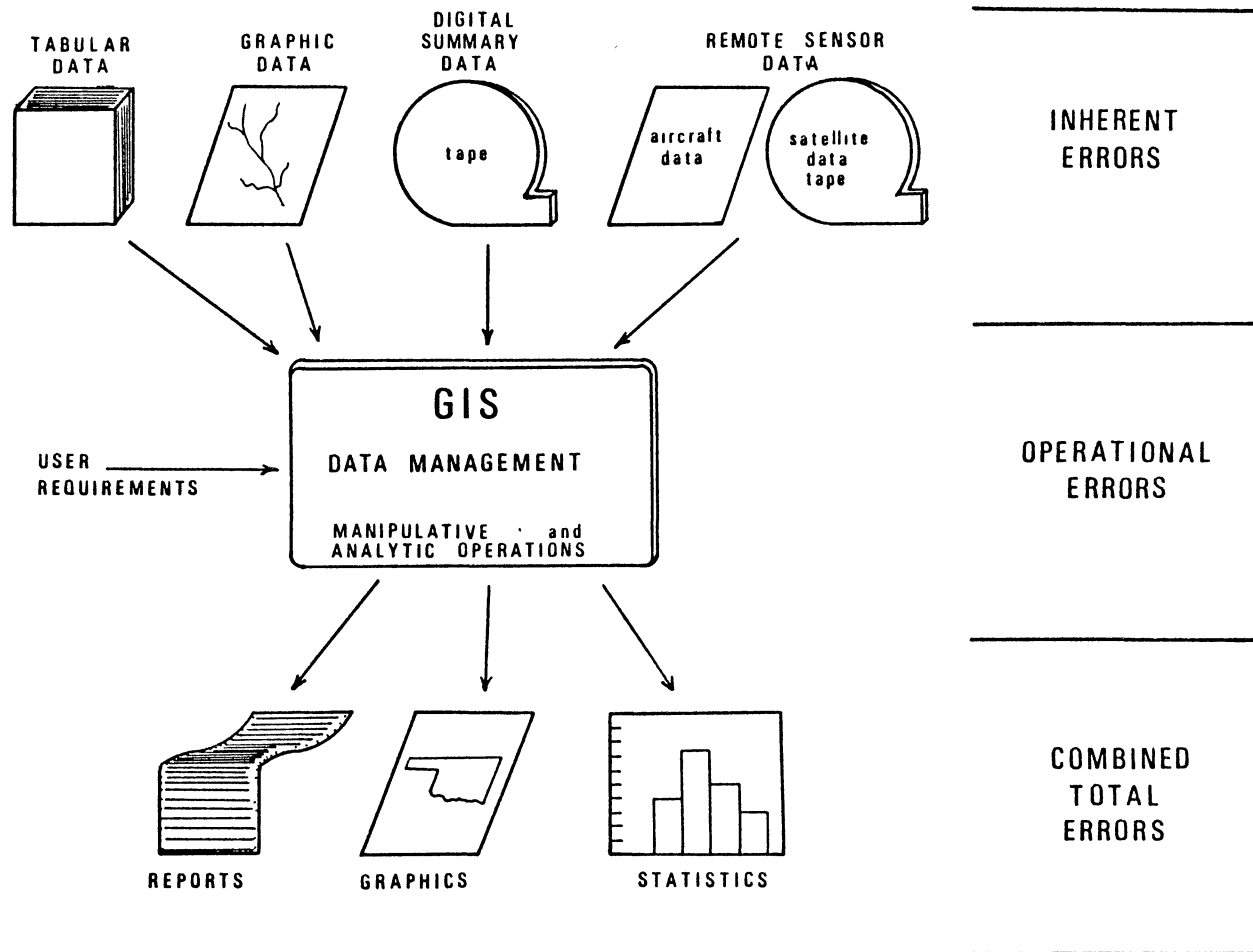 TABULAR
DATA
GRAPHIC
DATA
DIGITAL
SUMMARY
DATA
REMOTE SENSOR
DATA
tape
aircraft
data
satellite
data
tape
INHERENT
ERRORS
GIS
DATA MANAGEMENT
MANIPULATIVE and
ANALYTIC OPERATIONS
USER
REQUIREMENTS
OPERATIONAL
ERRORS
REPORTS
GRAPHICS
STATISTICS
COMBINED
TOTAL
ERRORS